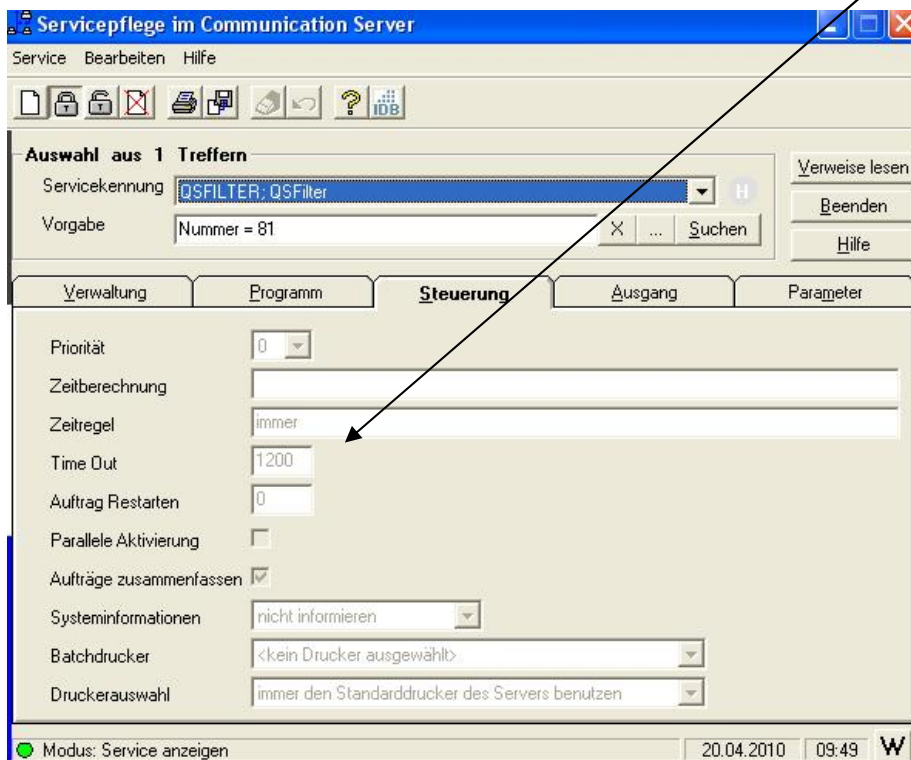 Servicepflege im Communication Server
Service Bearbeiten Hilfe
IDB
Auswahl aus 1 Treffern
Servicekennung QSFILTER; QSFilter H
Vorgabe Nummer = 81 X ... Suchen
Verweise lesen
Beenden
Hilfe
Verwaltung Programm Steuerung Ausgang Parameter
Priorität 0
Zeitberechnung
Zeitregel immer
Time Out 1200
Auftrag Restarten 0
Parallele Aktivierung
Aufträge zusammenfassen
Systeminformationen nicht informieren
Batchdrucker <kein Drucker ausgewählt>
Druckerauswahl immer den Standarddrucker des Servers benutzen
Modus: Service anzeigen 20.04.2010 09:49 W